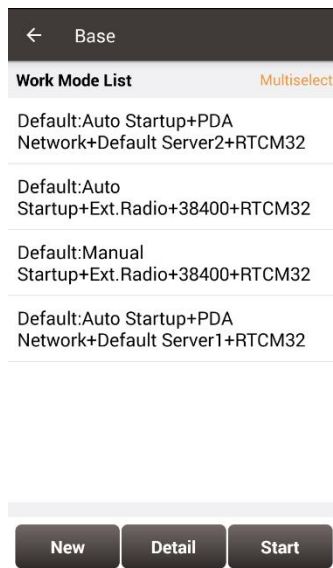 Base
Work Mode List Multiselect
Default:Auto Startup+PDA
Network+Default Server2+RTCM32
Default:Auto
Startup+Ext.Radio+38400+RTCM32
Default:Manual
Startup+Ext.Radio+38400+RTCM32
Default:Auto Startup+PDA
Network+Default Server1+RTCM32
New Detail Start